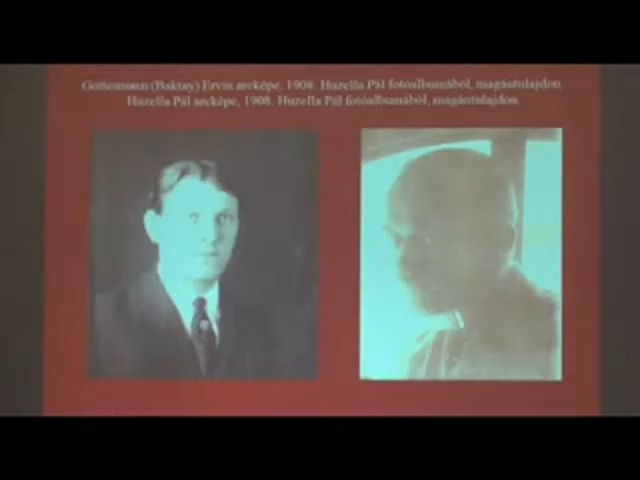 Gottesmann (Baktay) Ervin arcképe, 1908. Huzella Pál fotóalbumából, magántulajdon.
Huzella Pál arcképe, 1908. Huzella Pál fotóalbumából, magántulajdon.